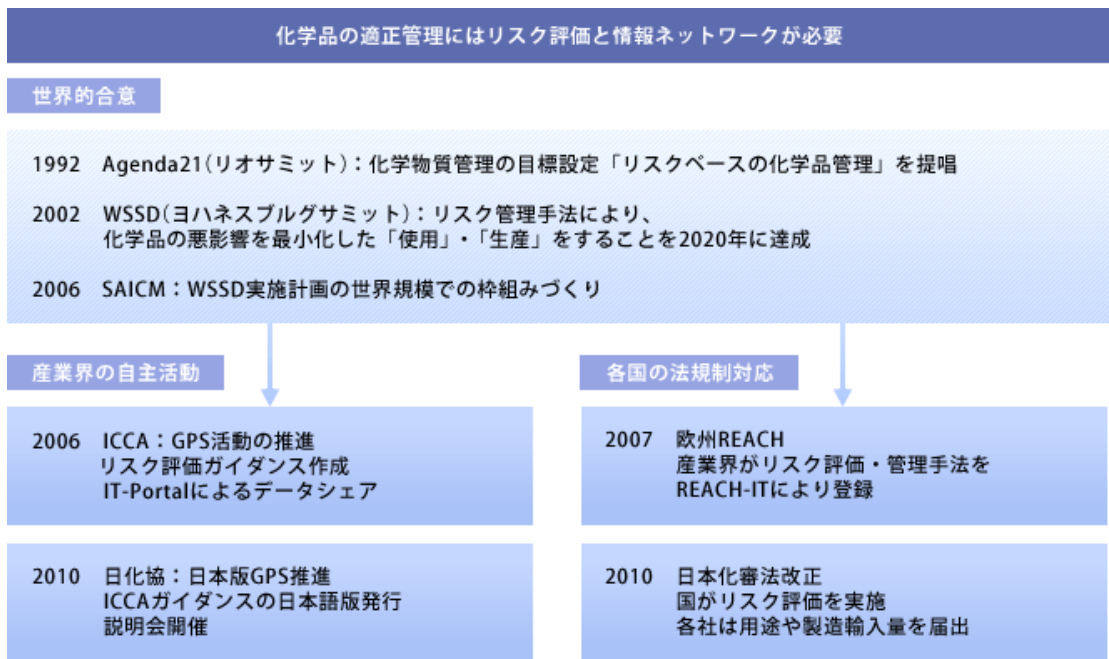 化学品の適正管理にはリスク評価と情報ネットワークが必要
世界的合意
1992 Agenda21(リオサミット)：化学物質管理の目標設定「リスクベースの化学品管理」を提唱
2002 WSSD(ヨハネスブルグサミット)：リスク管理手法により、
化学品の悪影響を最小化した「使用」・「生産」をすることを2020年に達成
2006 SAICM：WSSD実施計画の世界規模での枠組みづくり
産業界の自主活動
2006 ICCA：GPS活動の推進
リスク評価ガイダンス作成
IT-Portalによるデータシェア
2010 日化協：日本版GPS推進
ICCAガイダンスの日本語版発行
説明会開催
各国の法規制対応
2007 欧州REACH
産業界がリスク評価・管理手法を
REACH-ITにより登録
2010 日本化審法改正
国がリスク評価を実施
各社は用途や製造輸入量を届出